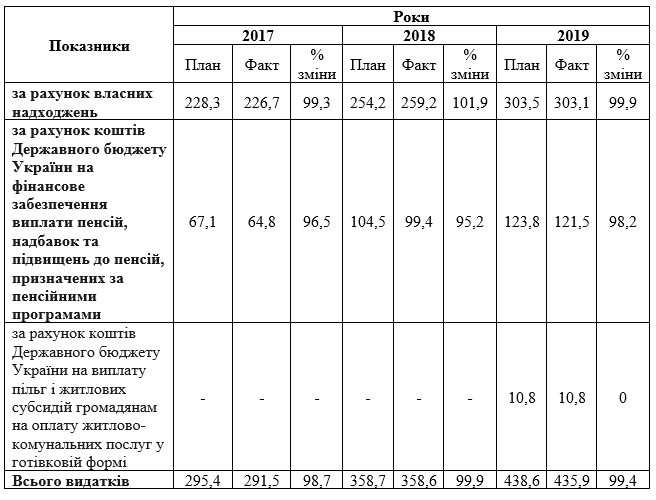 Показники
Роки
2017 2018 2019
План Факт % зміни План Факт % зміни План Факт % зміни
за рахунок власних
надходжень
228,3 226,7 99,3 254,2 259,2 101,9 303,5 303,1 99,9
за рахунок коштів
Державного бюджету
України на
фінансове
забезпечення
виплати пенсій,
надбавок та
підвищень до пенсій,
призначених за
пенсійними
програмами
67,1 64,8 96,5 104,5 99,4 95,2 123,8 121,5 98,2
за рахунок коштів
Державного бюджету
України на виплату
пільг і житлових
субсидій громадянам
на оплату житлово-
комунальних послуг у
готівковій формі
- - - - - - 10,8 10,8 0
Всього видатків 295,4 291,5 98,7 358,7 358,6 99,9 438,6 435,9 99,4